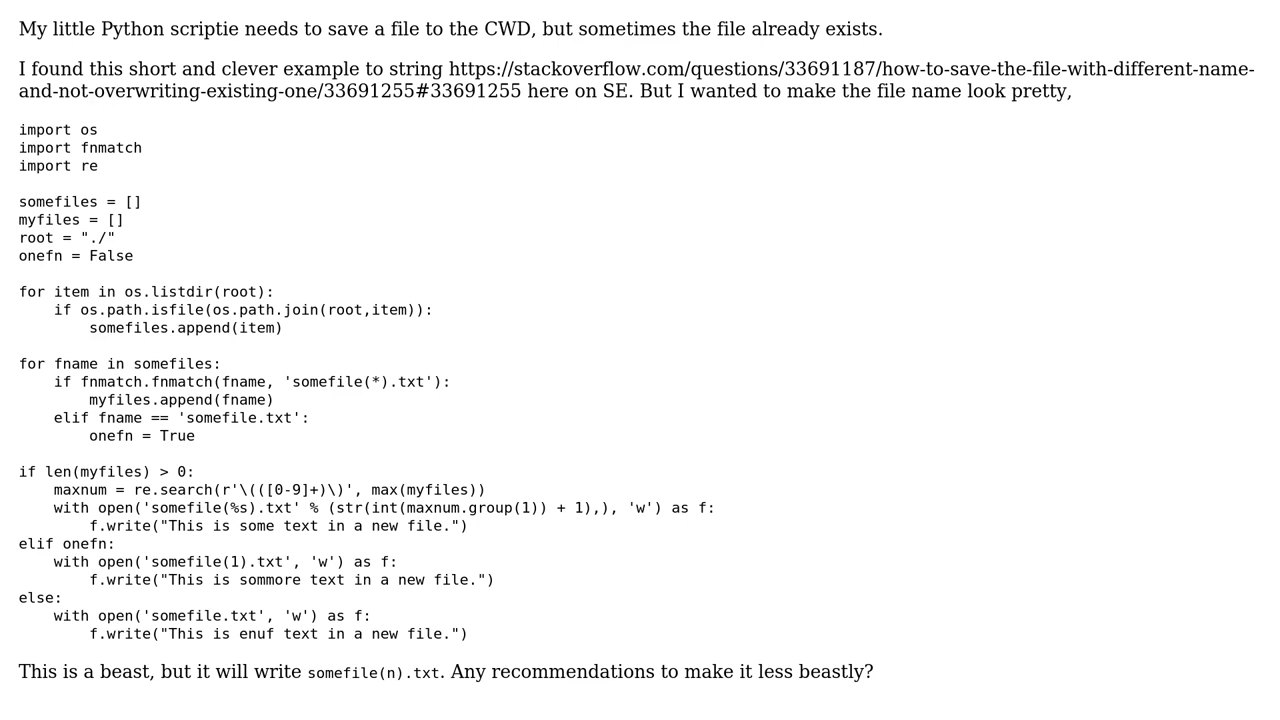 My little Python scriptie needs to save a file to the CWD, but sometimes the file already exists.
I found this short and clever example to string https://stackoverflow.com/questions/33691187/how-to-save-the-file-with-different-name-
and-not-overwriting-existing-one/33691255#33691255 here on SE. But I wanted to make the file name look pretty,
import os
import fnmatch
import re
somefiles = []
myfiles = []
root = "./"
onefn = False
for item in os.listdir(root):
    if os.path.isfile(os.path.join(root,item)):
        somefiles.append(item)
for fname in somefiles:
    if fnmatch.fnmatch(fname, 'somefile(*).txt'):
        myfiles.append(fname)
    elif fname == 'somefile.txt':
        onefn = True
if len(myfiles) > 0:
    maxnum = re.search(r'\(([0-9]+)\)', max(myfiles))
    with open('somefile(%s).txt' % (str(int(maxnum.group(1)) + 1),), 'w') as f:
        f.write("This is some text in a new file.")
elif onefn:
    with open('somefile(1).txt', 'w') as f:
        f.write("This is sommore text in a new file.")
else:
    with open('somefile.txt', 'w') as f:
        f.write("This is enuf text in a new file.")
This is a beast, but it will write somefile(n).txt. Any recommendations to make it less beastly?